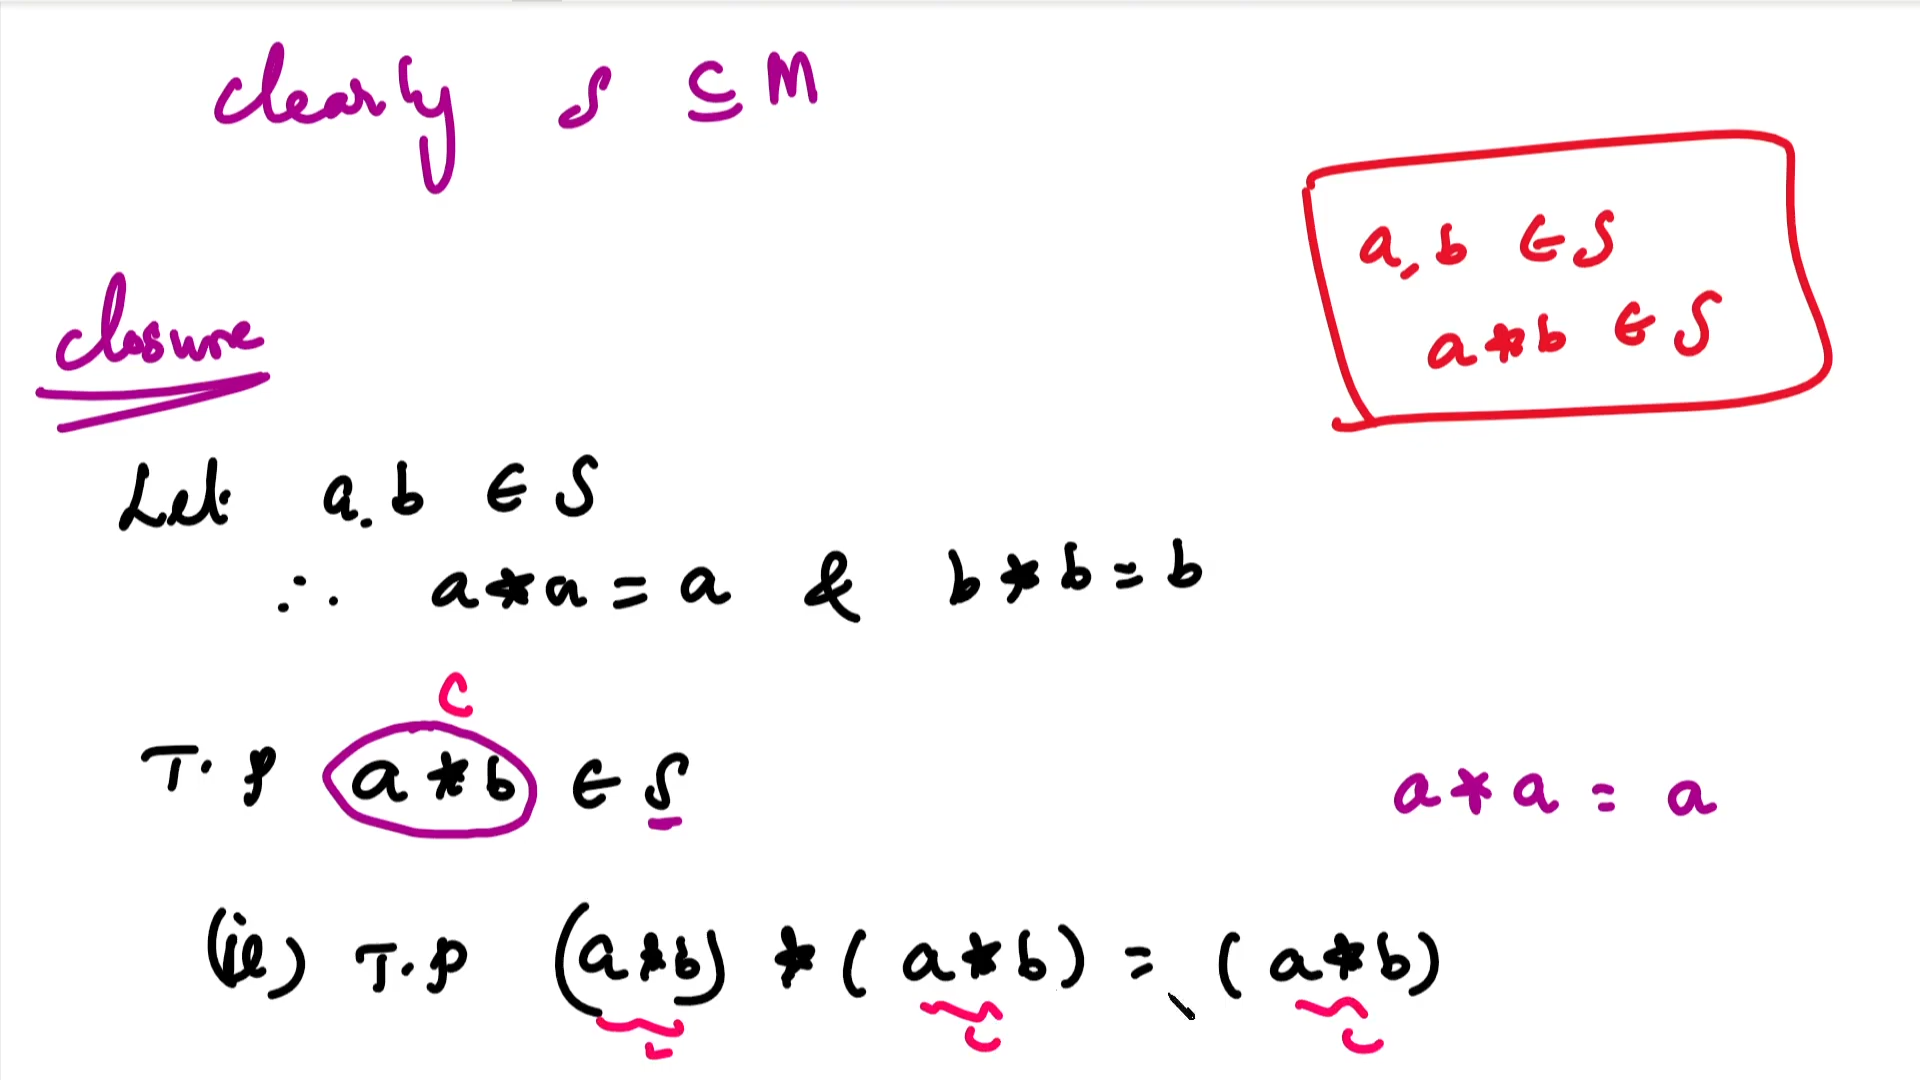 clearly S ⊆ M
a, b ∈ S
a * b ∈ S
closure
Let a, b ∈ S
∴ a * a = a & b * b = b
C
T.P a * b ∈ S
a * a = a
(ie) T.P (a * b) * (a * b) = (a * b)
c c c